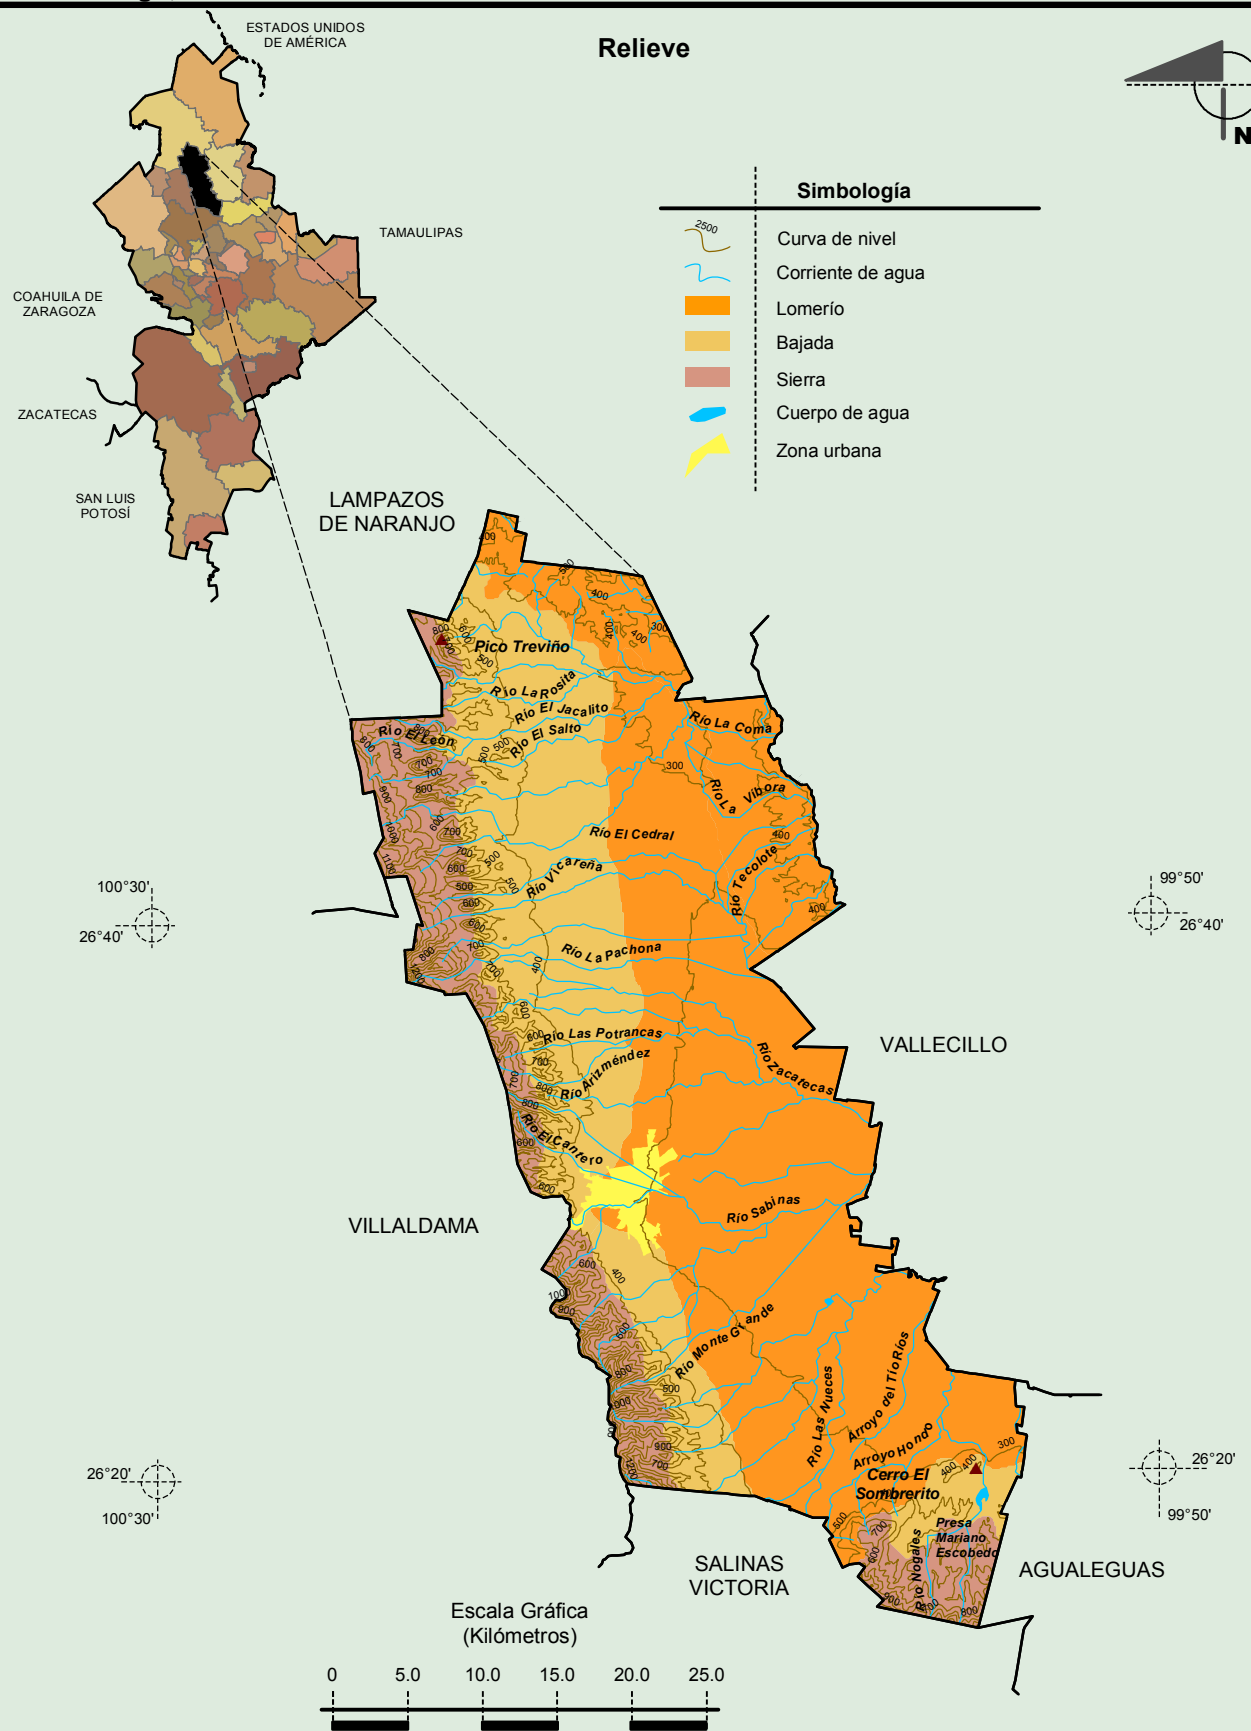 Relieve
ESTADOS UNIDOS
DE AMÉRICA
N
TAMAULIPAS
COAHUILA DE
ZARAGOZA
ZACATECAS
SAN LUIS
POTOSÍ
Simbología
2500
Curva de nivel
Corriente de agua
Lomerío
Bajada
Sierra
Cuerpo de agua
Zona urbana
LAMPAZOS
DE NARANJO
Pico Treviño
Río La Rosita
Río El Jacalito
Río El León
Río El Salto
Río La Coma
Río La Víbora
Río El Cedral
Río Vicareña
Río Tecolote
100°30'
26°40'
99°50'
26°40'
Río La Pachona
Río Las Potrancas
Río Arizméndez
Río Zacatecas
VALLECILLO
Río El Cantero
Río Sabinas
VILLALDAMA
Río Monte Grande
Río Las Nueces
Arroyo del Tío Ríos
Arroyo Hondo
Cerro El
Sombrerito
Presa
Mariano
Escobedo
Río Nogales
26°20'
100°30'
26°20'
99°50'
SALINAS
VICTORIA
AGUALEGUAS
Escala Gráfica
(Kilómetros)
0 5.0 10.0 15.0 20.0 25.0